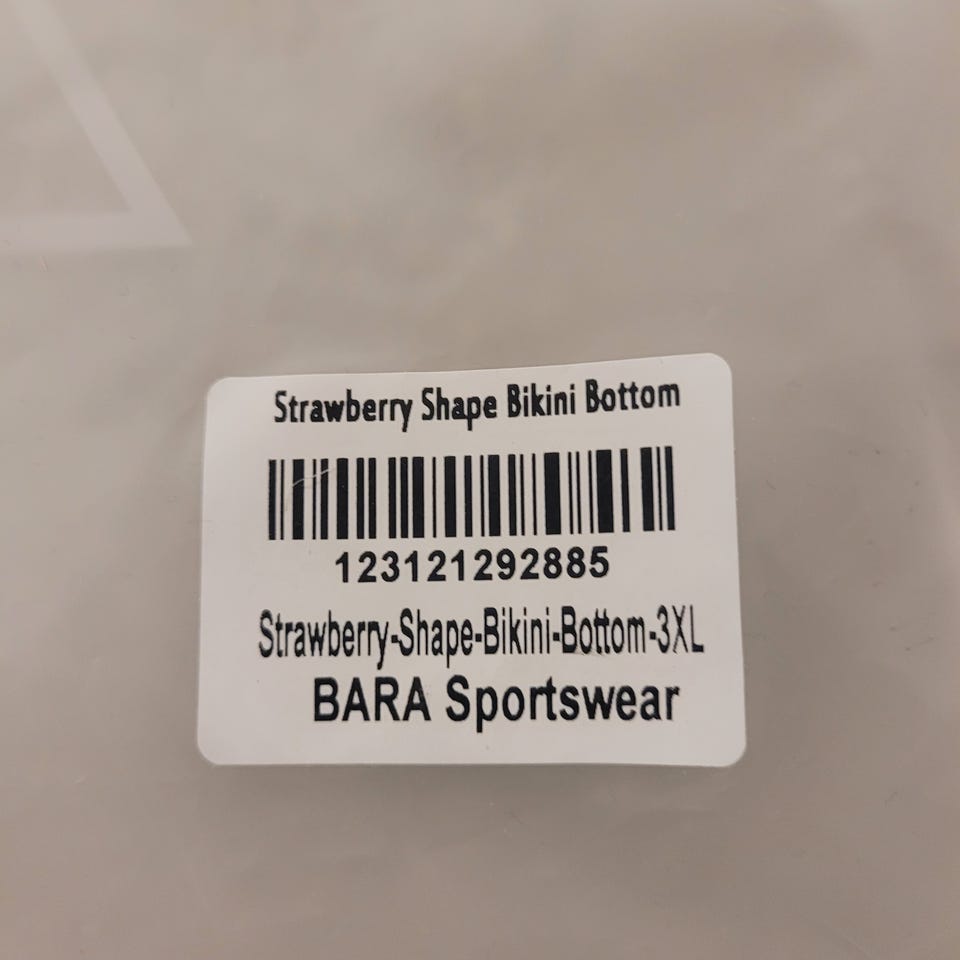 Strawberry Shape Bikini Bottom
123121292885
Strawberry-Shape-Bikini-Bottom-3XL
BARA Sportswear